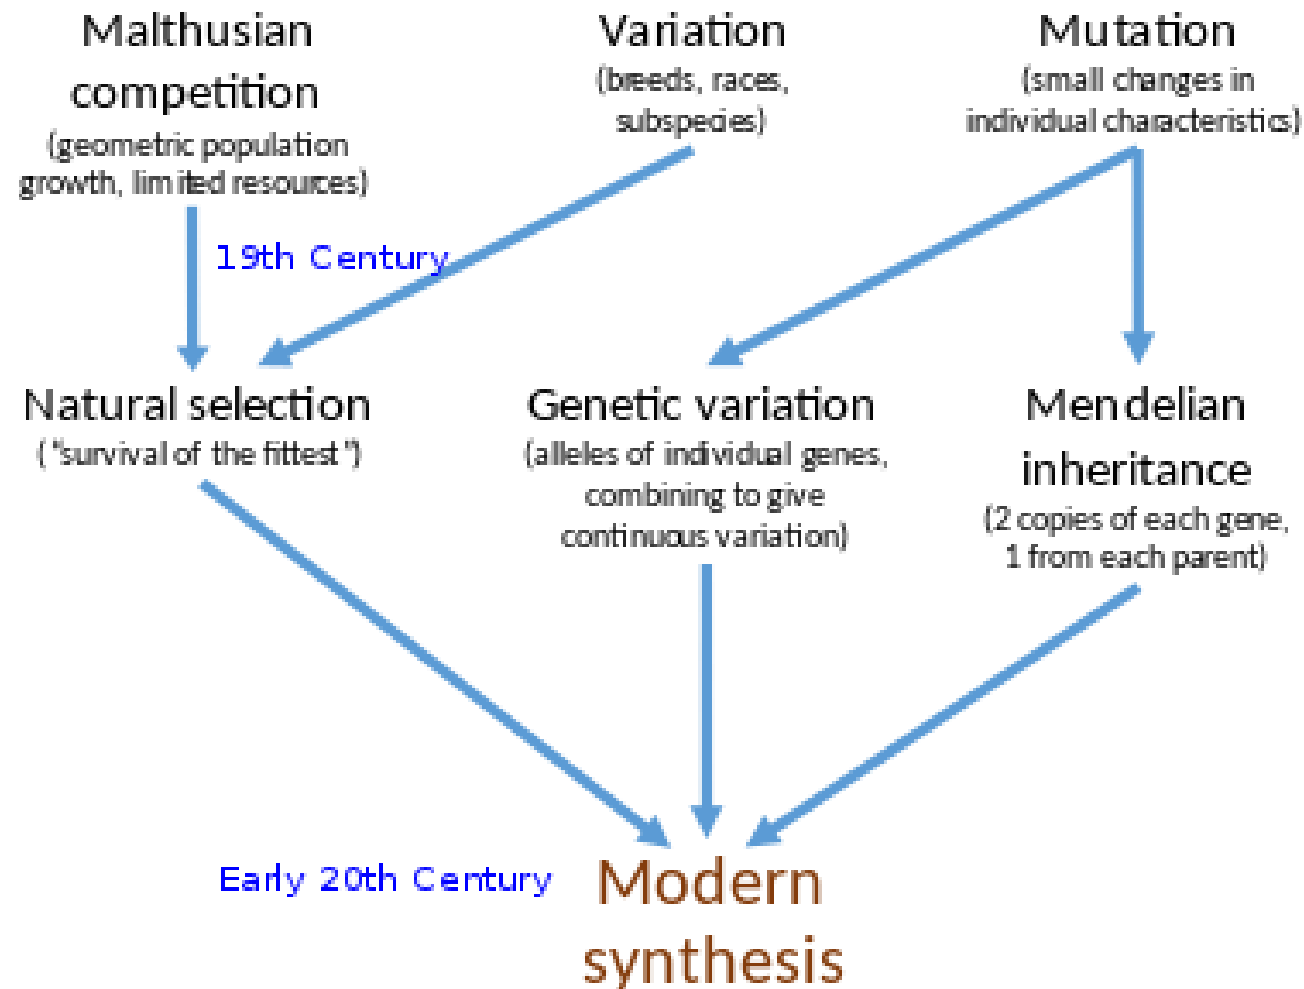 Malthusian
competition
(geometric population
growth, limited resources)
Variation
(breeds, races,
subspecies)
Mutation
(small changes in
individual characteristics)
19th Century
Natural selection
("survival of the fittest")
Genetic variation
(alleles of individual genes,
combining to give
continuous variation)
Mendelian
inheritance
(2 copies of each gene,
1 from each parent)
Early 20th Century
Modern
synthesis